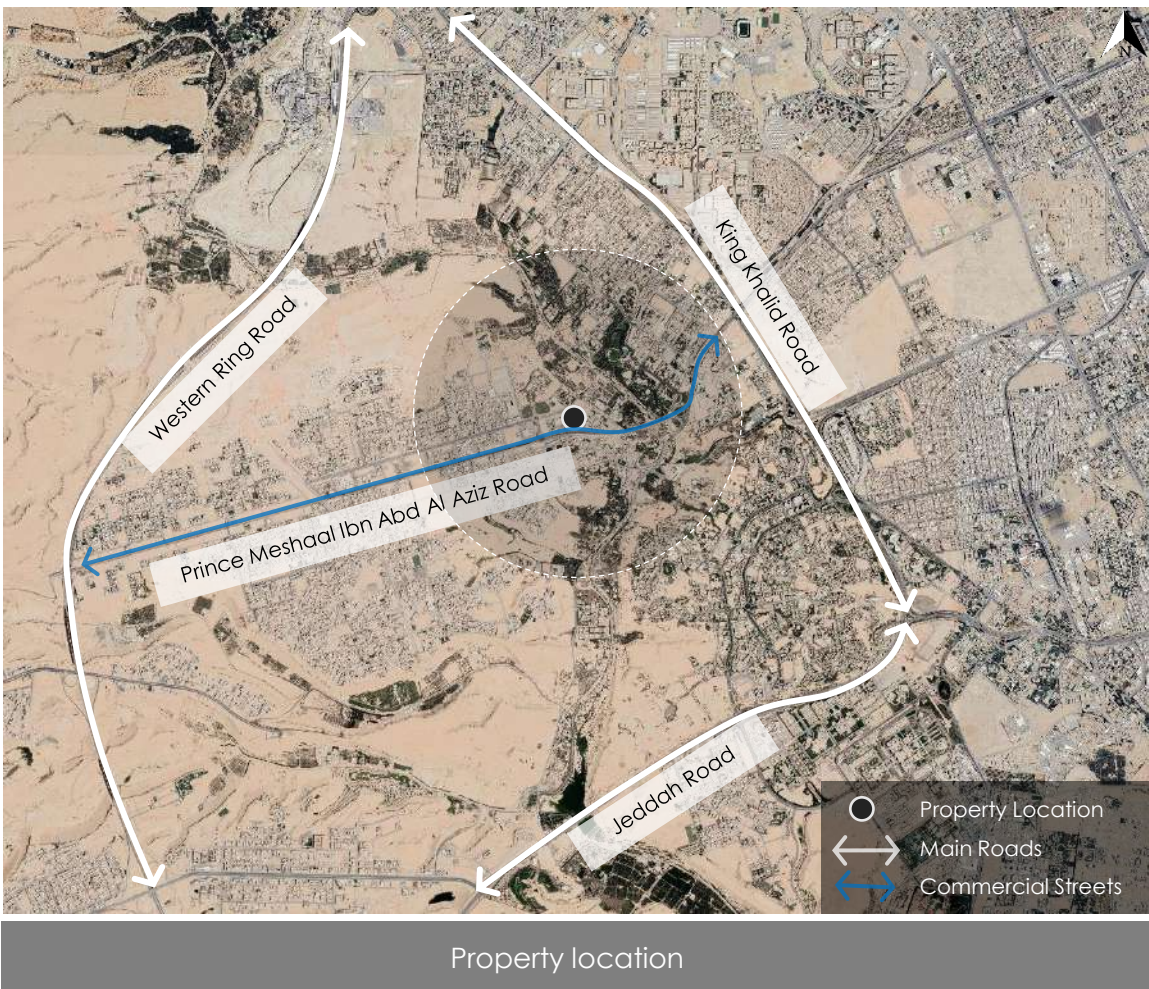 N
King Khalid Road
Western Ring Road
Prince Meshaal Ibn Abd Al Aziz Road
Jeddah Road
Property Location
Main Roads
Commercial Streets
Property location